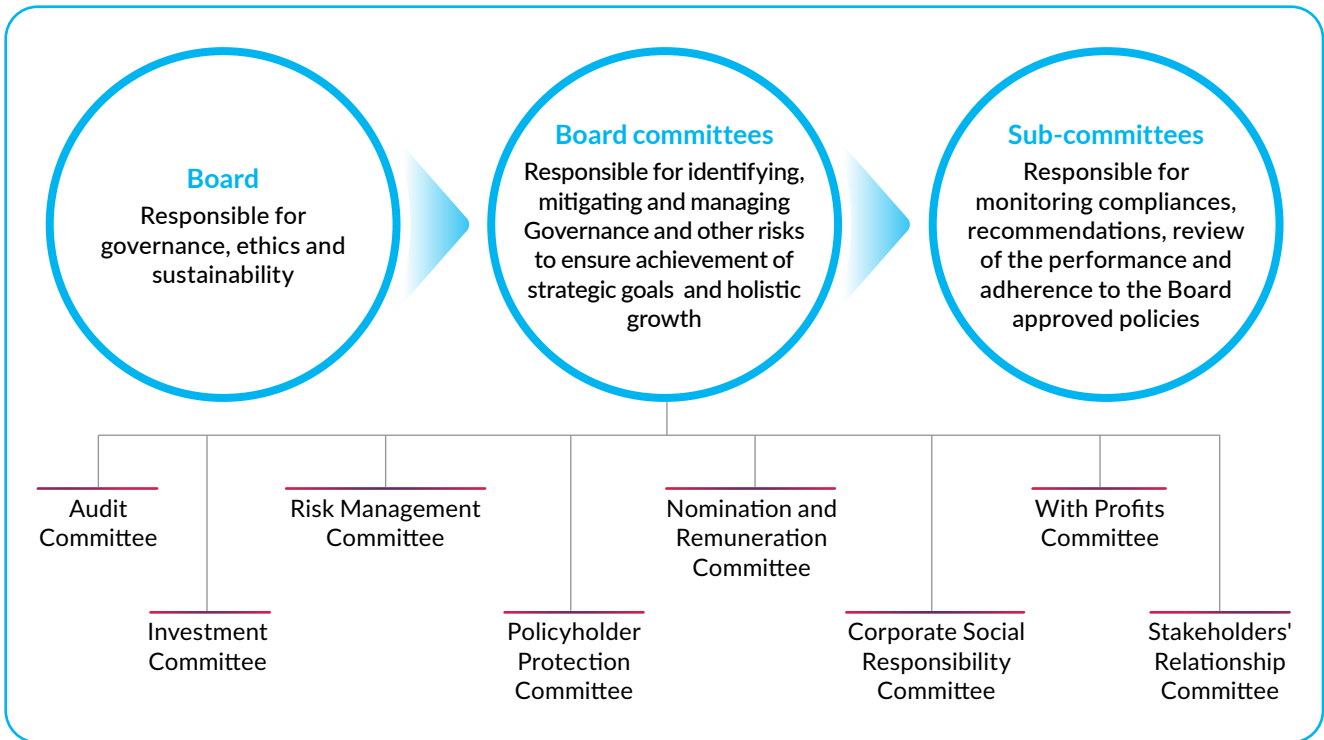 Board
Responsible for
governance, ethics and
sustainability
Board committees
Responsible for identifying,
mitigating and managing
Governance and other risks
to ensure achievement of
strategic goals and holistic
growth
Sub-committees
Responsible for
monitoring compliances,
recommendations, review
of the performance and
adherence to the Board
approved policies
Audit
Committee
Investment
Committee
Risk Management
Committee
Policyholder
Protection
Committee
Nomination and
Remuneration
Committee
Corporate Social
Responsibility
Committee
With Profits
Committee
Stakeholders'
Relationship
Committee